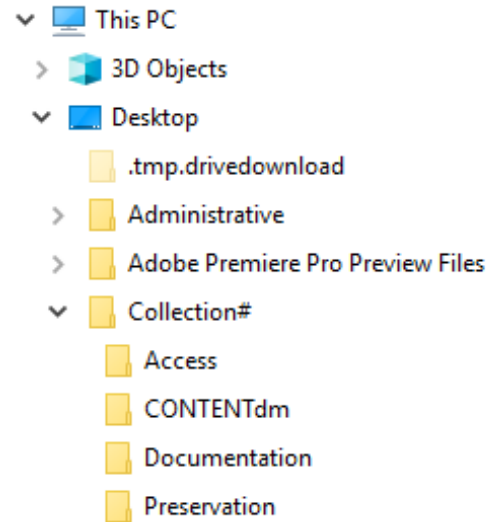 This PC
3D Objects
Desktop
.tmp.drivedownload
Administrative
Adobe Premiere Pro Preview Files
Collection#
Access
CONTENTdm
Documentation
Preservation